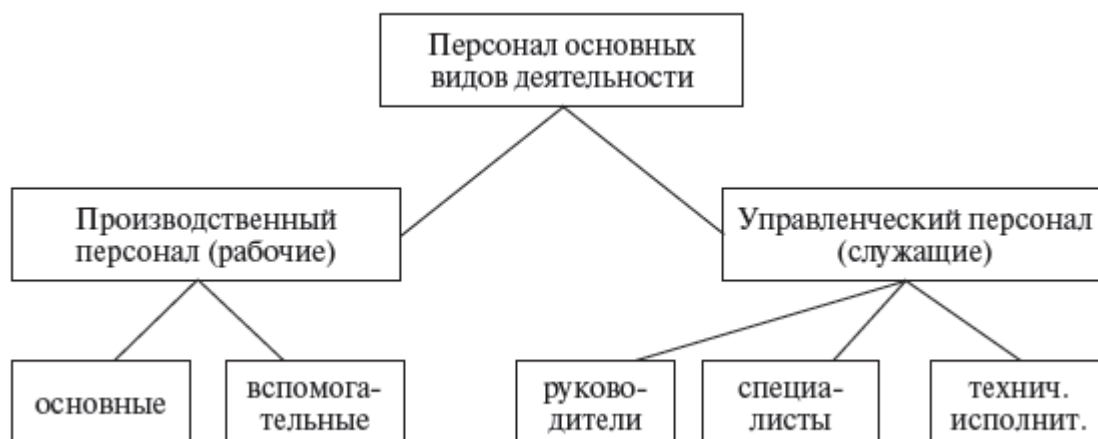 Персонал основных
видов деятельности
Производственный
персонал (рабочие)
Управленческий персонал
(служащие)
основные
вспомога-
тельные
руково-
дители
специа-
листы
технич.
исполнит.